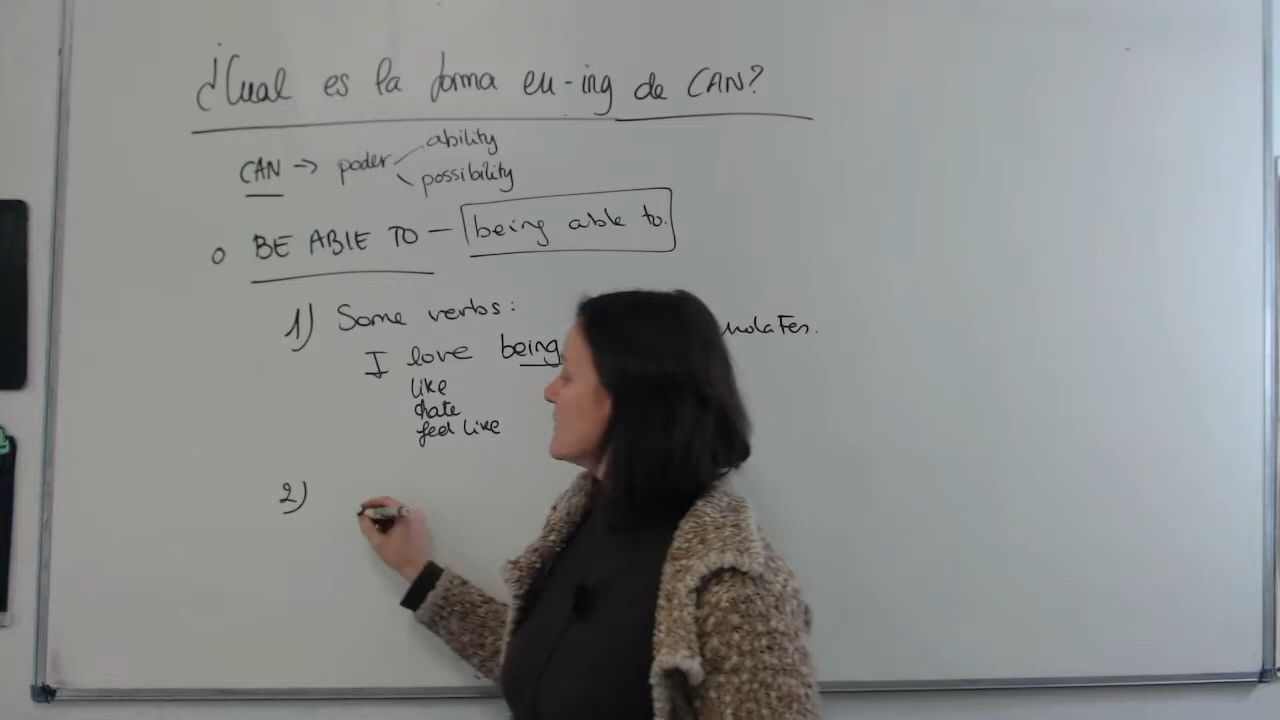 ¿Cual es la forma en -ing de CAN?
CAN → poder
ability
possibility
o BE ABLE TO — being able to.
1) Some verbs:
I love being
like
hate
feel like
2)